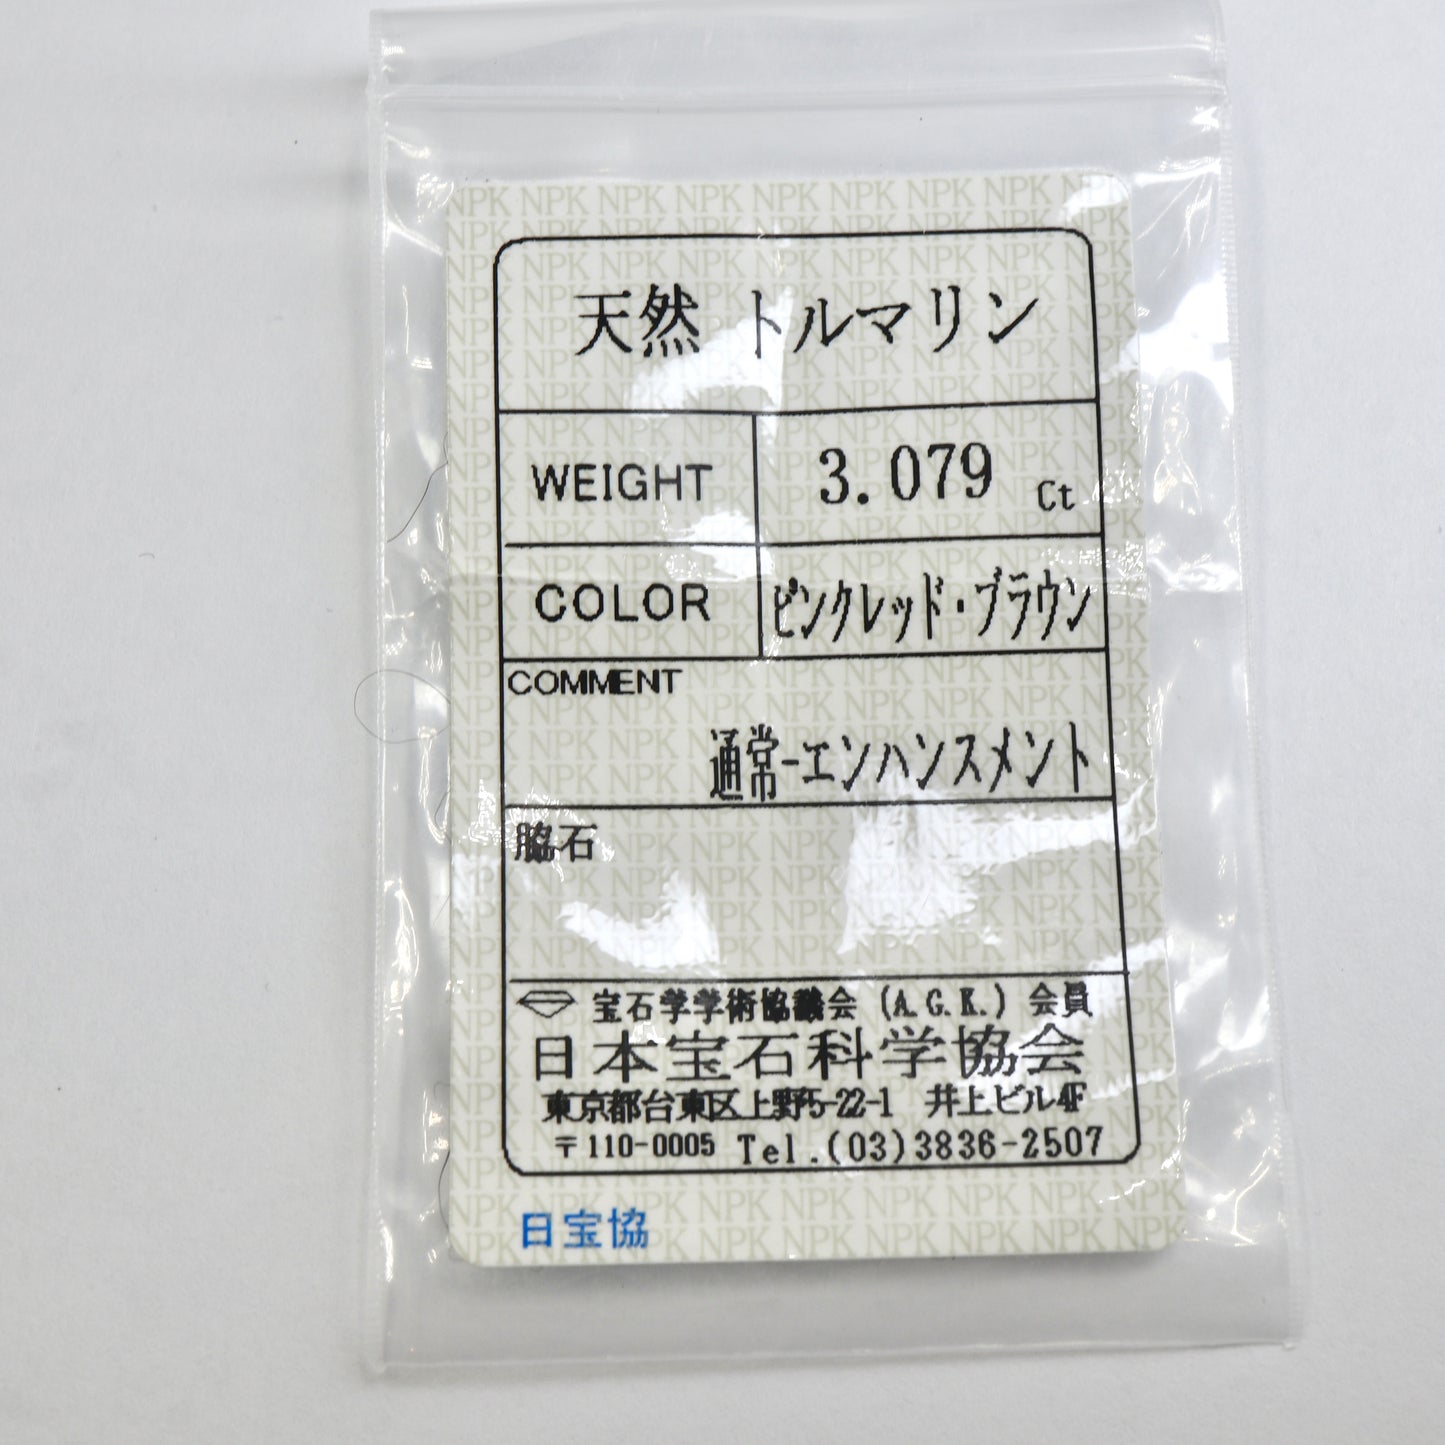 天然 トルマリン
WEIGHT 3.079 Ct
COLOR ピンクレッド・ブラウン
COMMENT
通常-エンハンスメント
脇石
宝石学学術協議会 (A.G.K.) 会員
日本宝石科学協会
東京都台東区上野5-22-1 井上ビル4F
〒110-0005 Tel.(03)3836-2507
日宝協